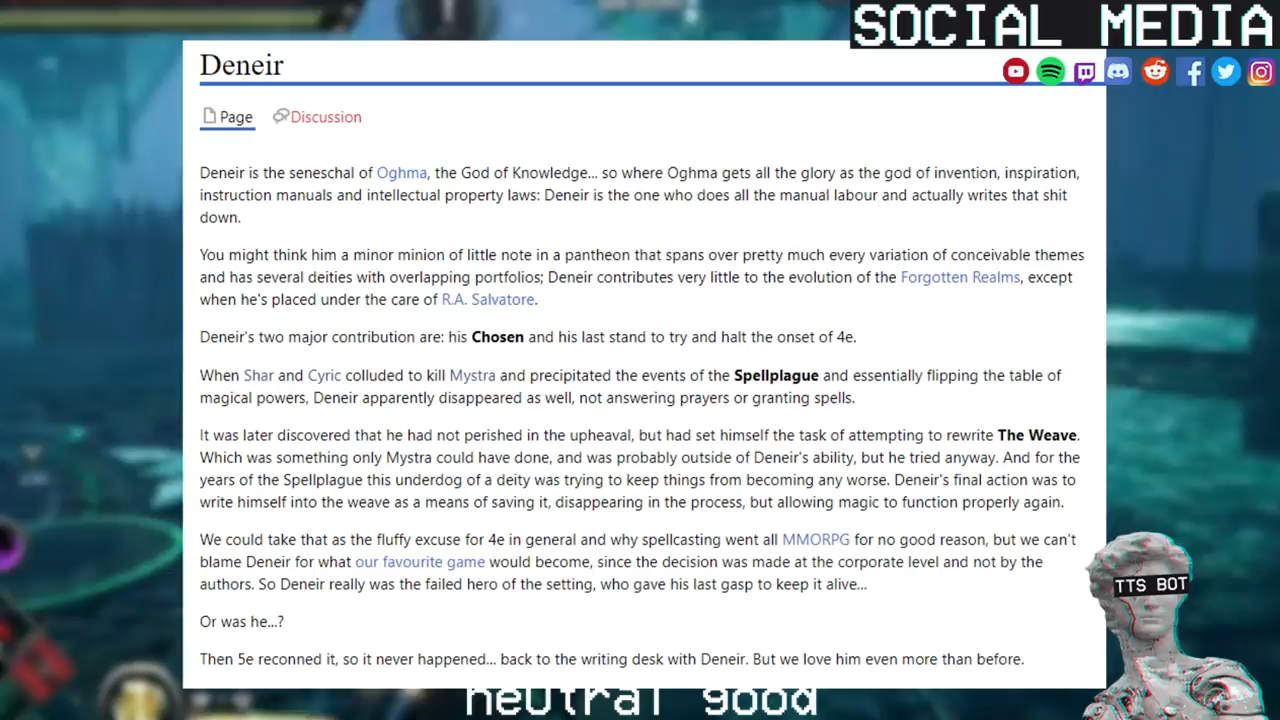 SOCIAL MEDIA
Deneir
Page
Discussion
Deneir is the seneschal of Oghma, the God of Knowledge... so where Oghma gets all the glory as the god of invention, inspiration,
instruction manuals and intellectual property laws: Deneir is the one who does all the manual labour and actually writes that shit
down.
You might think him a minor minion of little note in a pantheon that spans over pretty much every variation of conceivable themes
and has several deities with overlapping portfolios; Deneir contributes very little to the evolution of the Forgotten Realms, except
when he's placed under the care of R.A. Salvatore.
Deneir's two major contribution are: his Chosen and his last stand to try and halt the onset of 4e.
When Shar and Cyric colluded to kill Mystra and precipitated the events of the Spellplague and essentially flipping the table of
magical powers, Deneir apparently disappeared as well, not answering prayers or granting spells.
It was later discovered that he had not perished in the upheaval, but had set himself the task of attempting to rewrite The Weave.
Which was something only Mystra could have done, and was probably outside of Deneir's ability, but he tried anyway. And for the
years of the Spellplague this underdog of a deity was trying to keep things from becoming any worse. Deneir's final action was to
write himself into the weave as a means of saving it, disappearing in the process, but allowing magic to function properly again.
We could take that as the fluffy excuse for 4e in general and why spellcasting went all MMORPG for no good reason, but we can't
blame Deneir for what our favourite game would become, since the decision was made at the corporate level and not by the
authors. So Deneir really was the failed hero of the setting, who gave his last gasp to keep it alive...
Or was he...?
Then 5e reconned it, so it never happened... back to the writing desk with Deneir. But we love him even more than before.
TTS BOT
neutral good